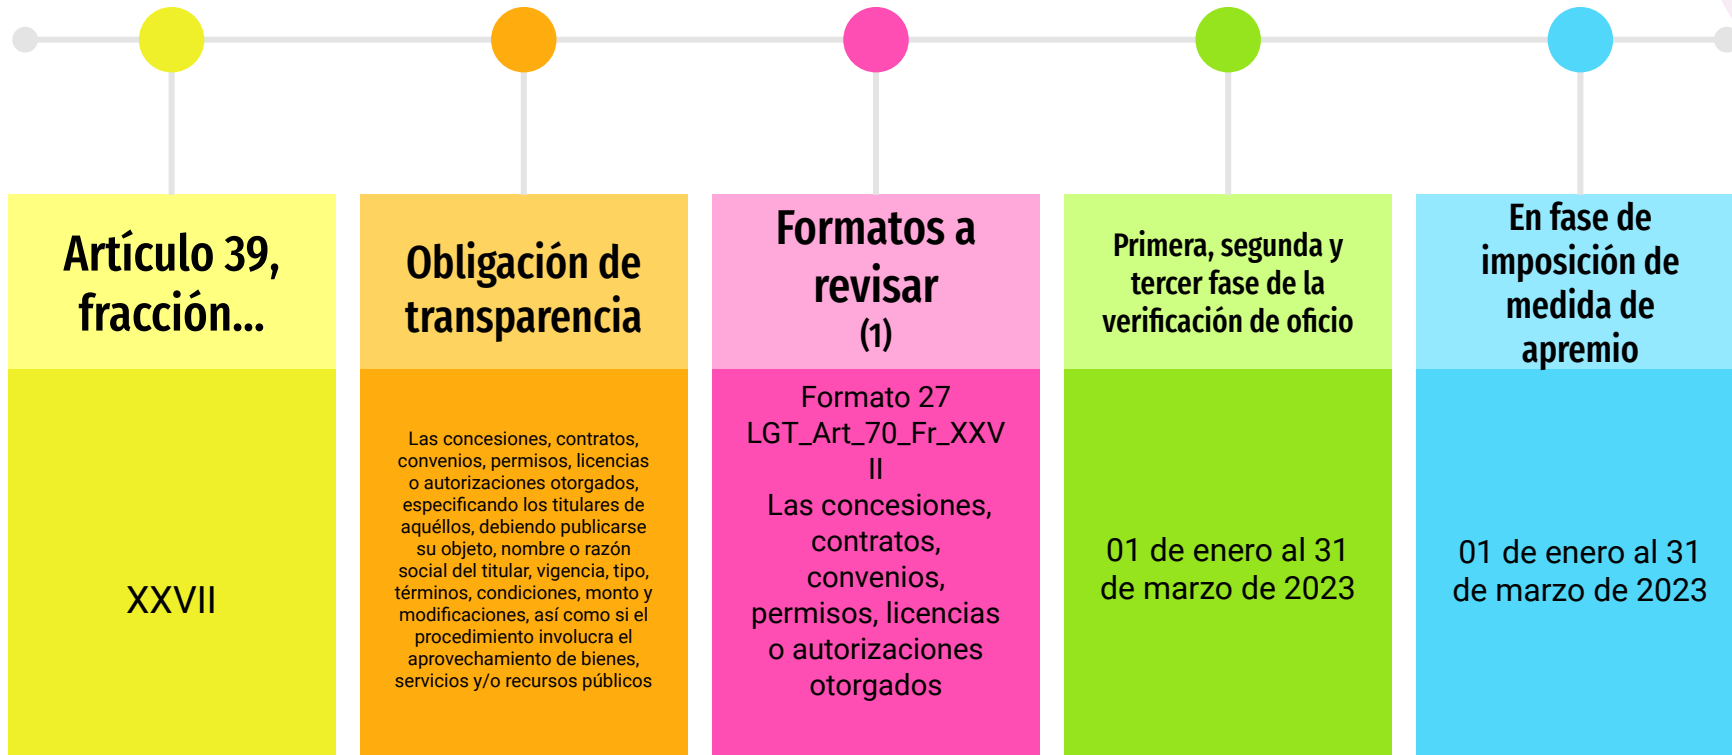 Artículo 39,
fracción...
XXVII
Obligación de
transparencia
Las concesiones, contratos,
convenios, permisos, licencias
o autorizaciones otorgados,
especificando los titulares de
aquéllos, debiendo publicarse
su objeto, nombre o razón
social del titular, vigencia, tipo,
términos, condiciones, monto y
modificaciones, así como si el
procedimiento involucra el
aprovechamiento de bienes,
servicios y/o recursos públicos
Formatos a
revisar
(1)
Formato 27
LGT_Art_70_Fr_XXV
II
Las concesiones,
contratos,
convenios,
permisos, licencias
o autorizaciones
otorgados
Primera, segunda y
tercer fase de la
verificación de oficio
01 de enero al 31
de marzo de 2023
En fase de
imposición de
medida de
apremio
01 de enero al 31
de marzo de 2023